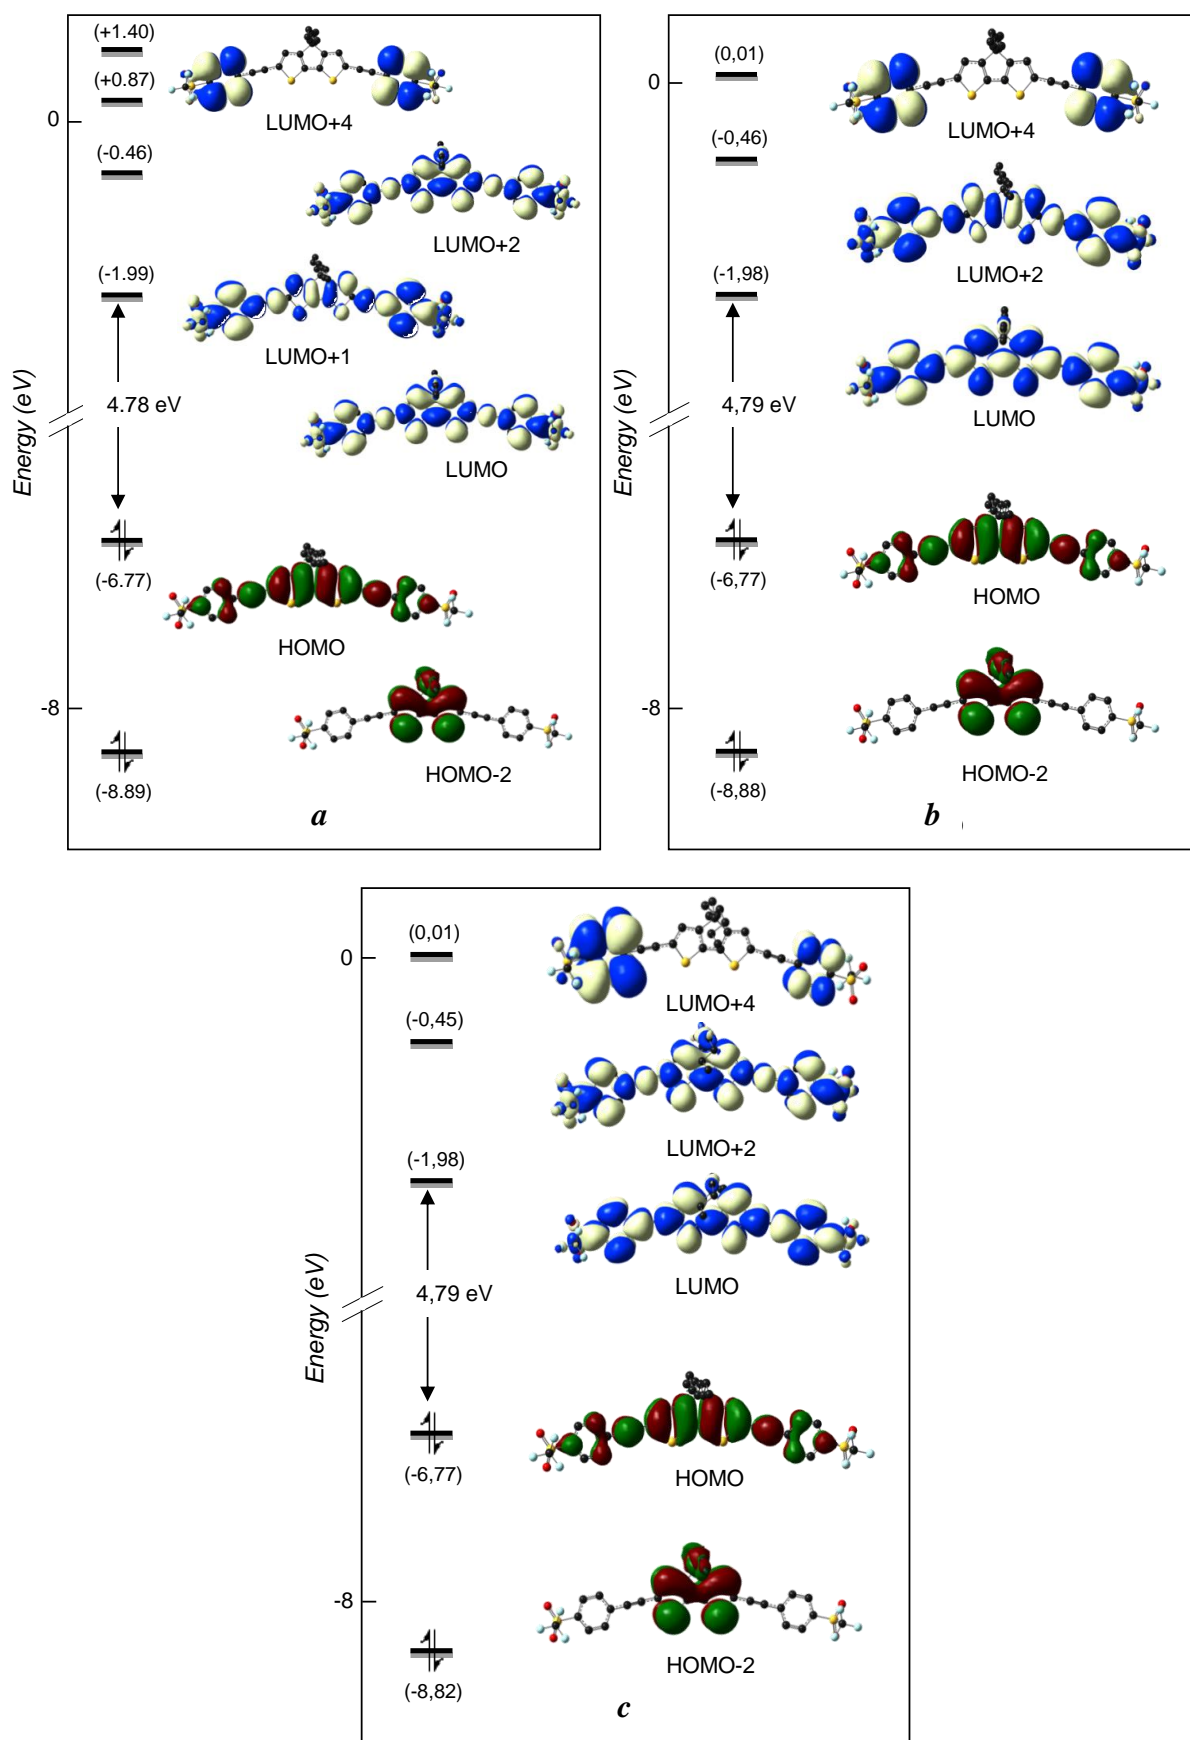 (+1.40)
(+0.87)
LUMO+4
0
(-0.46)
LUMO+2
(-1.99)
LUMO+1
Energy (eV)
4.78 eV
LUMO
(-6.77)
HOMO
-8
HOMO-2
(-8.89)
a
(0,01)
0
LUMO+4
(-0,46)
LUMO+2
(-1,98)
Energy (eV)
4,79 eV
LUMO
(-6,77)
HOMO
-8
HOMO-2
(-8,88)
b
(0,01)
0
LUMO+4
(-0,45)
LUMO+2
(-1,98)
LUMO
Energy (eV)
4,79 eV
(-6,77)
HOMO
-8
HOMO-2
(-8,82)
c